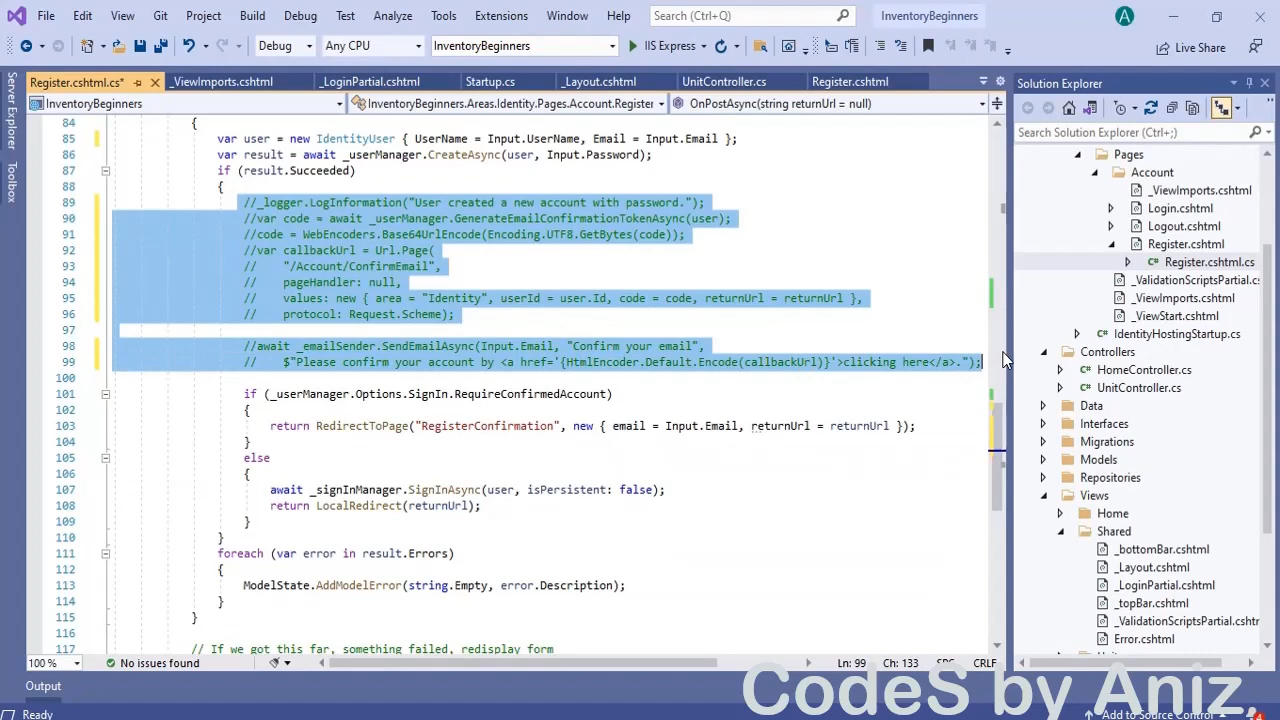 File Edit View Git Project Build Debug Test Analyze Tools Extensions Window Help Search (Ctrl+Q) InventoryBeginners A
Debug Any CPU InventoryBeginners IIS Express Live Share
Server Explorer
Toolbox
Register.cshtml.cs* _ViewImports.cshtml _LoginPartial.cshtml Startup.cs _Layout.cshtml UnitController.cs Register.cshtml
InventoryBeginners InventoryBeginners.Areas.Identity.Pages.Account.Register OnPostAsync(string returnUrl = null)
84 {
85 var user = new IdentityUser { UserName = Input.UserName, Email = Input.Email };
86 var result = await _userManager.CreateAsync(user, Input.Password);
87 if (result.Succeeded)
88 {
89 //_logger.LogInformation("User created a new account with password.");
90 //var code = await _userManager.GenerateEmailConfirmationTokenAsync(user);
91 //code = WebEncoders.Base64UrlEncode(Encoding.UTF8.GetBytes(code));
92 //var callbackUrl = Url.Page(
93 // "/Account/ConfirmEmail",
94 // pageHandler: null,
95 // values: new { area = "Identity", userId = user.Id, code = code, returnUrl = returnUrl },
96 // protocol: Request.Scheme);
97
98 //await _emailSender.SendEmailAsync(Input.Email, "Confirm your email",
99 // $"Please confirm your account by <a href='{HtmlEncoder.Default.Encode(callbackUrl)}'>clicking here</a>.");
100
101 if (_userManager.Options.SignIn.RequireConfirmedAccount)
102 {
103 return RedirectToPage("RegisterConfirmation", new { email = Input.Email, returnUrl = returnUrl });
104 }
105 else
106 {
107 await _signInManager.SignInAsync(user, isPersistent: false);
108 return LocalRedirect(returnUrl);
109 }
110 }
111 foreach (var error in result.Errors)
112 {
113 ModelState.AddModelError(string.Empty, error.Description);
114 }
115 }
116
117 // If we got this far, something failed, redisplay form
100 % No issues found Ln: 99 Ch: 133 SPC CRLF
Output
Ready
Solution Explorer
Search Solution Explorer (Ctrl+;)
Pages
Account
_ViewImports.cshtml
Login.cshtml
Logout.cshtml
Register.cshtml
Register.cshtml.cs
_ValidationScriptsPartial.cs
_ViewImports.cshtml
_ViewStart.cshtml
IdentityHostingStartup.cs
Controllers
HomeController.cs
UnitController.cs
Data
Interfaces
Migrations
Models
Repositories
Views
Home
Shared
_bottomBar.cshtml
_Layout.cshtml
_LoginPartial.cshtml
_topBar.cshtml
_ValidationScriptsPartial.cshtm
Error.cshtml
CodeS by Aniz,
Add to Source Control